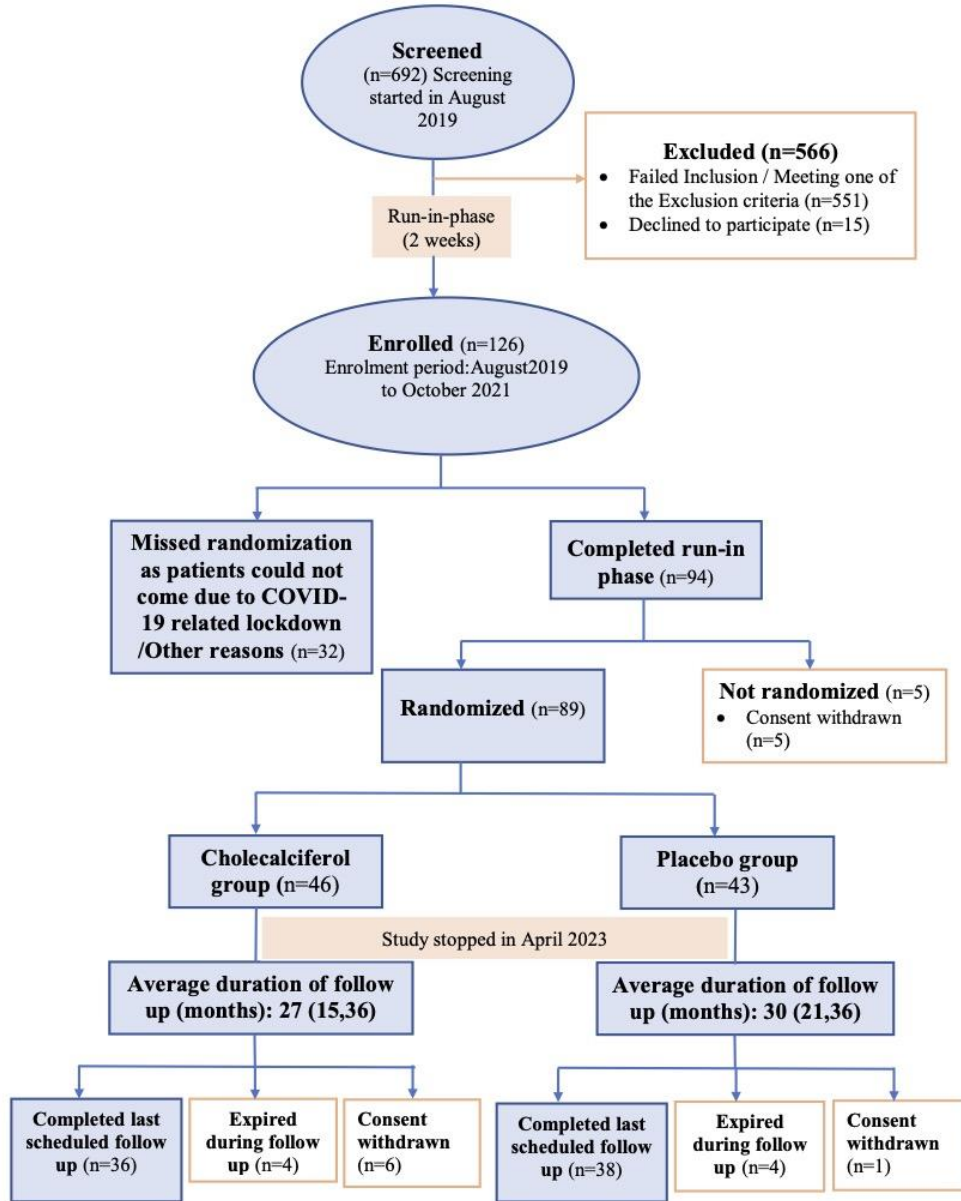 Screened
(n=692) Screening
started in August
2019
Excluded (n=566)
• Failed Inclusion / Meeting one of
the Exclusion criteria (n=551)
• Declined to participate (n=15)
Run-in-phase
(2 weeks)
Enrolled (n=126)
Enrolment period:August2019
to October 2021
Missed randomization
as patients could not
come due to COVID-
19 related lockdown
/Other reasons (n=32)
Completed run-in
phase (n=94)
Randomized (n=89)
Not randomized (n=5)
• Consent withdrawn
(n=5)
Cholecalciferol
group (n=46)
Placebo group
(n=43)
Study stopped in April 2023
Average duration of follow
up (months): 27 (15,36)
Average duration of follow
up (months): 30 (21,36)
Completed last
scheduled follow
up (n=36)
Expired
during follow
up (n=4)
Consent
withdrawn
(n=6)
Completed last
scheduled follow
up (n=38)
Expired
during follow
up (n=4)
Consent
withdrawn
(n=1)